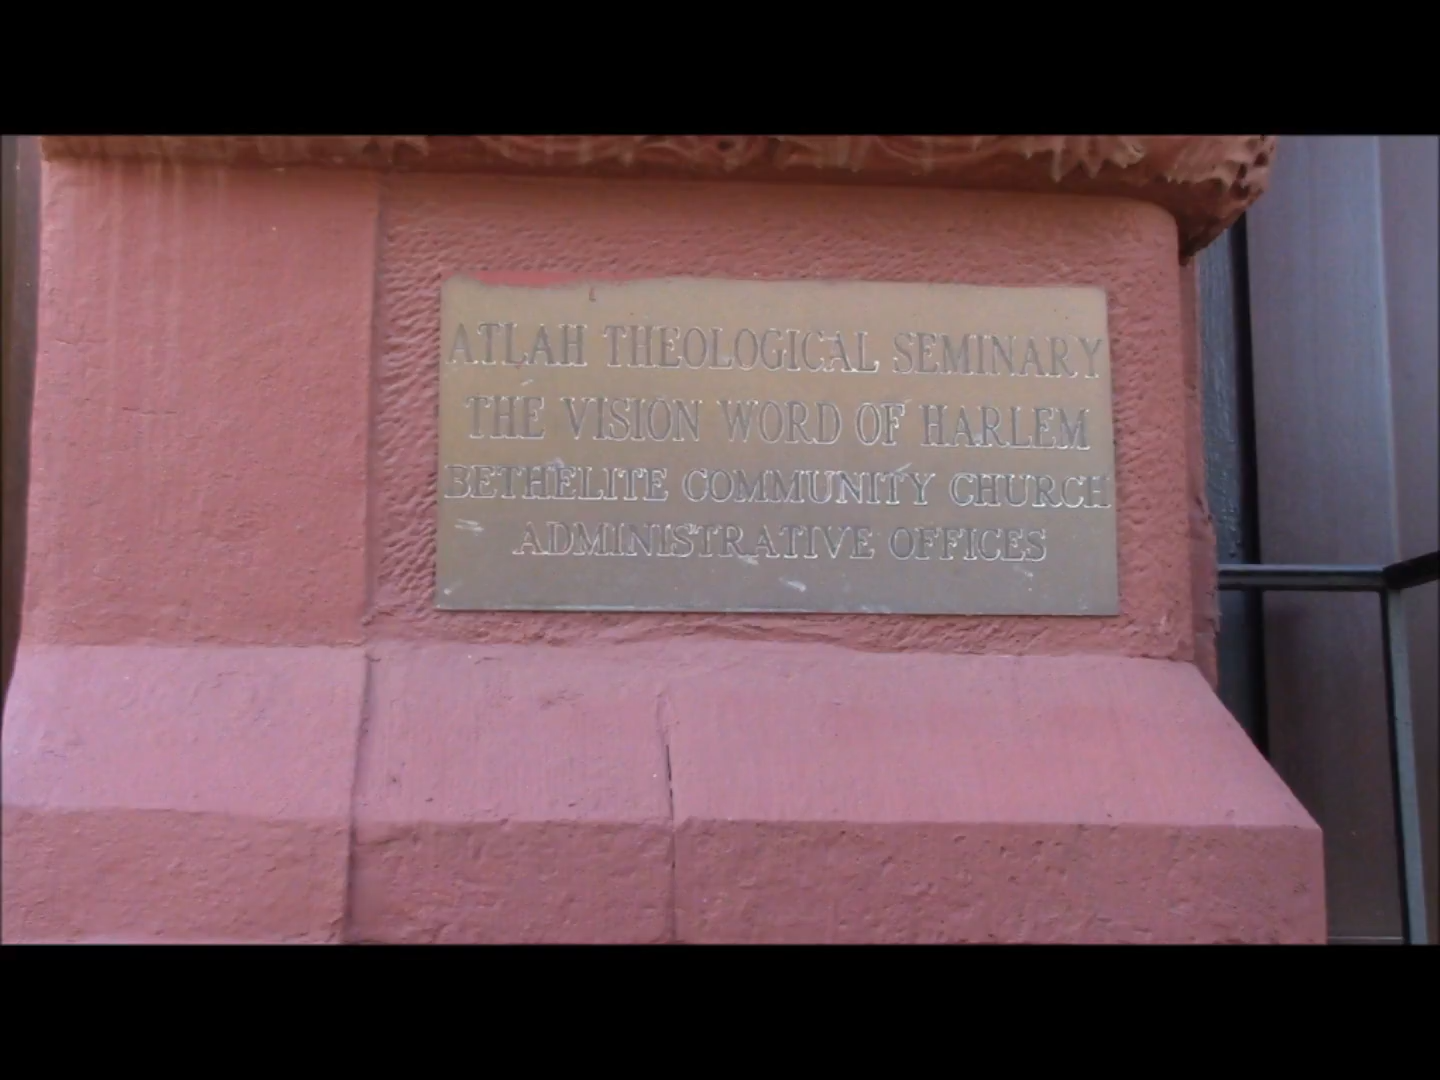 ATLAH THEOLOGICAL SEMINARY
THE VISION WORD OF HARLEM
BETHELITE COMMUNITY CHURCH
ADMINISTRATIVE OFFICES